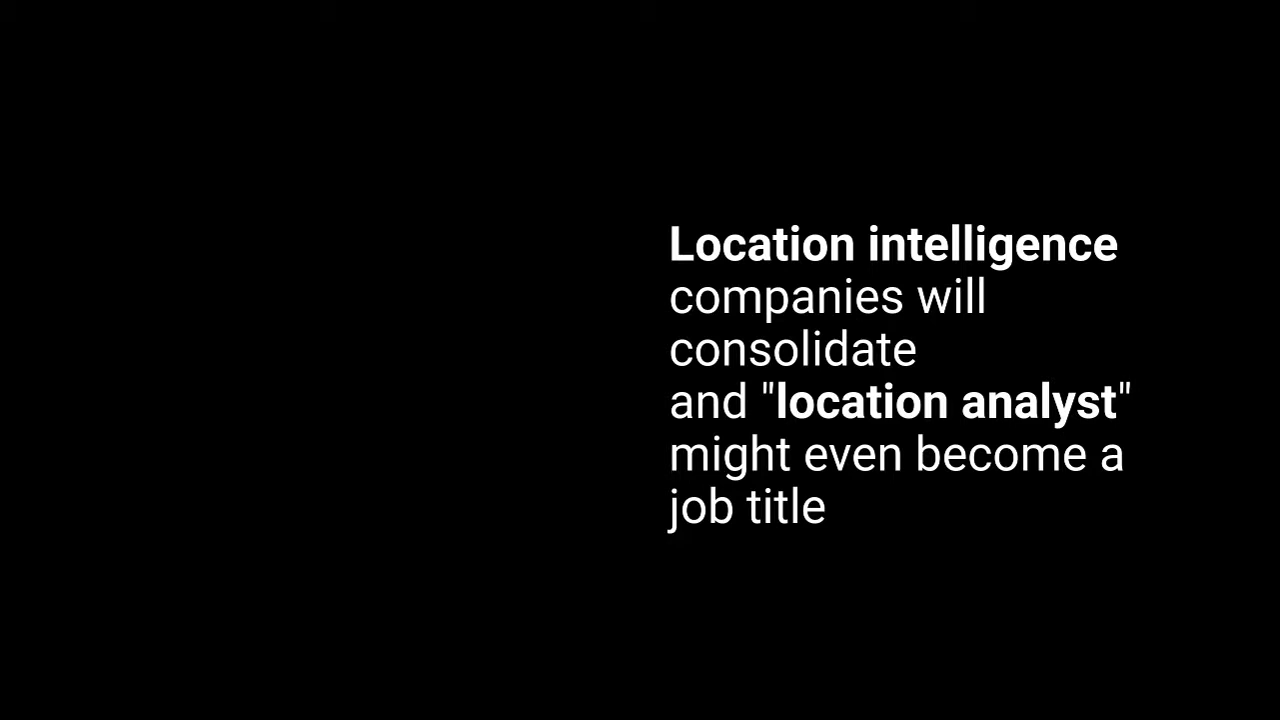 Location intelligence
companies will
consolidate
and "location analyst"
might even become a
job title